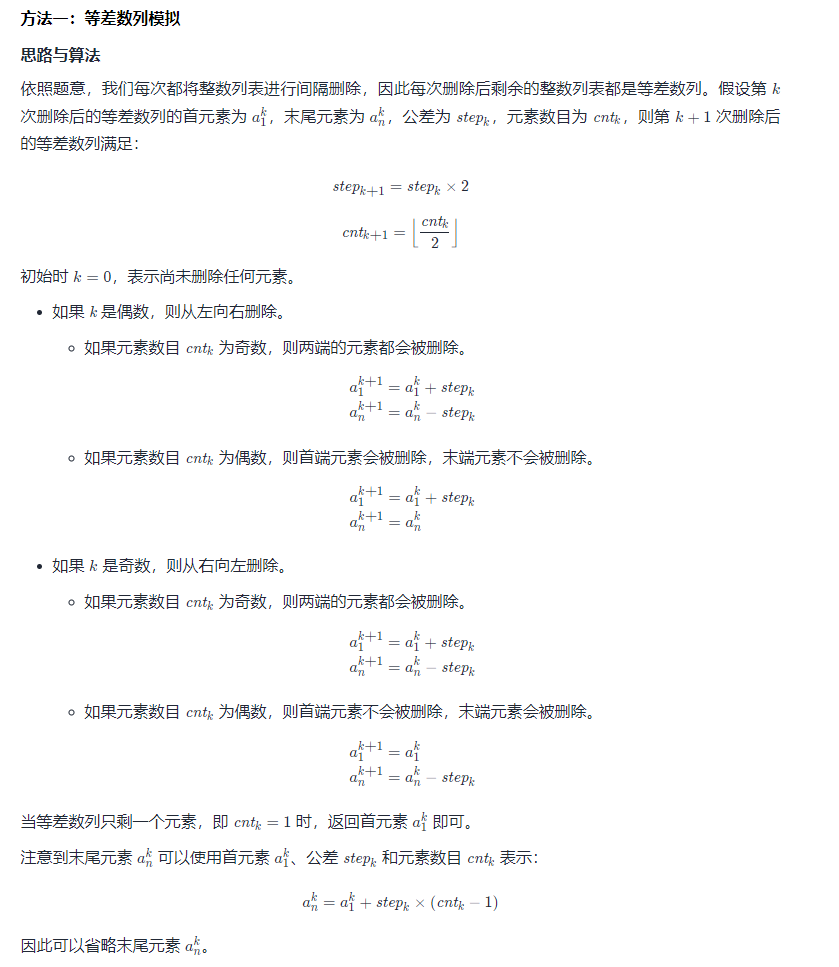 方法一：等差数列模拟
思路与算法
依照题意，我们每次都将整数列表进行间隔删除，因此每次删除后剩余的整数列表都是等差数列。假设第 $k$
次删除后的等差数列的首元素为 $a_1^k$，末尾元素为 $a_n^k$，公差为 $step_k$，元素数目为 $cnt_k$，则第 $k+1$ 次删除后
的等差数列满足：
$step_{k+1} = step_k \times 2$
$cnt_{k+1} = \left\lfloor \frac{cnt_k}{2} \right\rfloor$
初始时 $k = 0$，表示尚未删除任何元素。
• 如果 $k$ 是偶数，则从左向右删除。
◦ 如果元素数目 $cnt_k$ 为奇数，则两端的元素都会被删除。
$a_1^{k+1} = a_1^k + step_k$
$a_n^{k+1} = a_n^k - step_k$
◦ 如果元素数目 $cnt_k$ 为偶数，则首端元素会被删除，末端元素不会被删除。
$a_1^{k+1} = a_1^k + step_k$
$a_n^{k+1} = a_n^k$
• 如果 $k$ 是奇数，则从右向左删除。
◦ 如果元素数目 $cnt_k$ 为奇数，则两端的元素都会被删除。
$a_1^{k+1} = a_1^k + step_k$
$a_n^{k+1} = a_n^k - step_k$
◦ 如果元素数目 $cnt_k$ 为偶数，则首端元素不会被删除，末端元素会被删除。
$a_1^{k+1} = a_1^k$
$a_n^{k+1} = a_n^k - step_k$
当等差数列只剩一个元素，即 $cnt_k = 1$ 时，返回首元素 $a_1^k$ 即可。
注意到末尾元素 $a_n^k$ 可以使用首元素 $a_1^k$、公差 $step_k$ 和元素数目 $cnt_k$ 表示：
$a_n^k = a_1^k + step_k \times (cnt_k - 1)$
因此可以省略末尾元素 $a_n^k$。